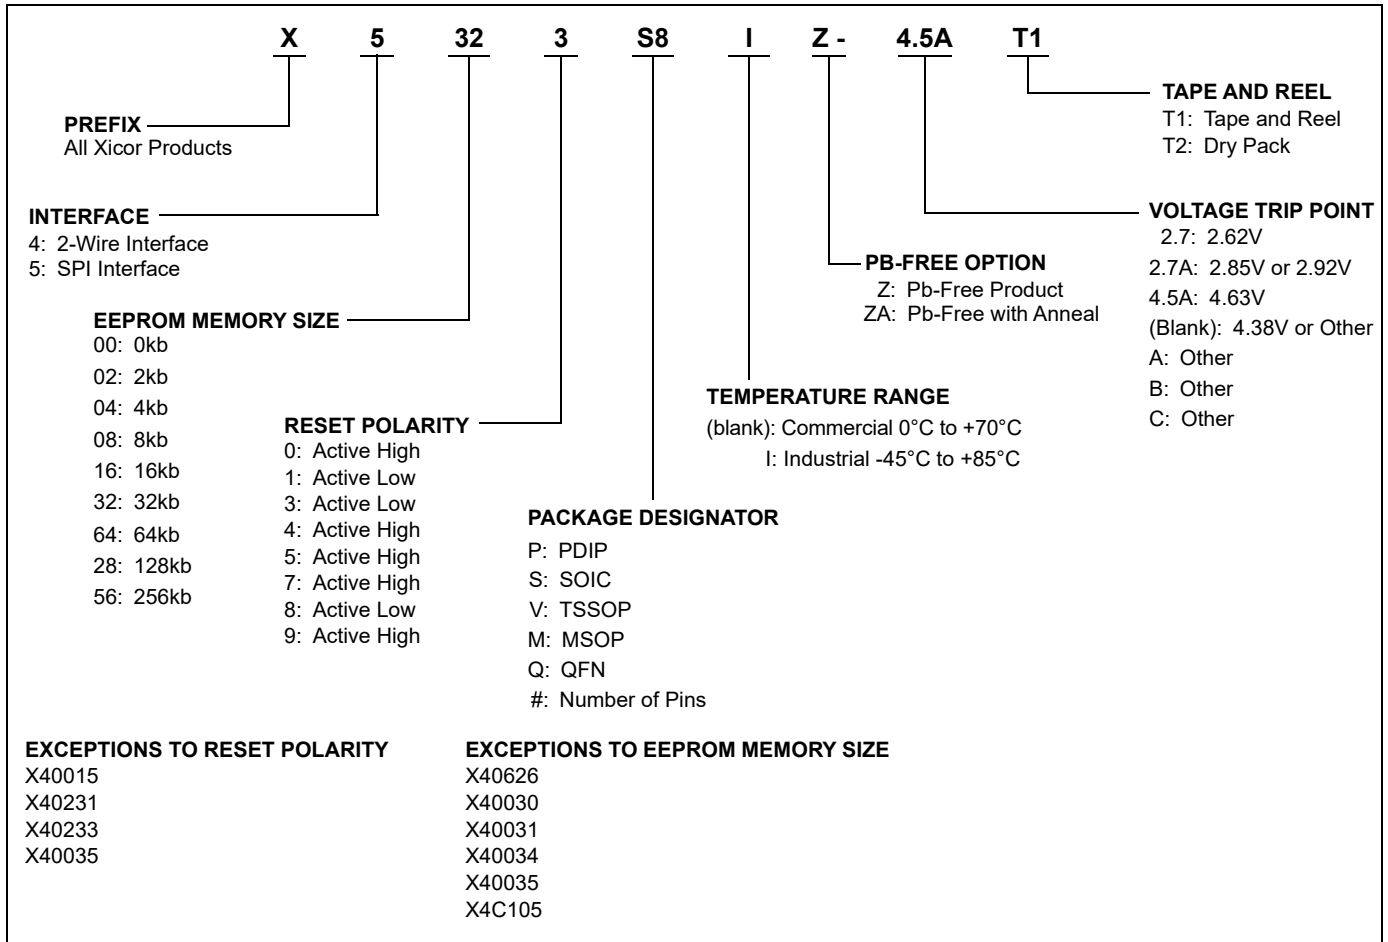 X 5 32 3 S8 I Z - 4.5A T1
PREFIX
All Xicor Products
INTERFACE
4: 2-Wire Interface
5: SPI Interface
EEPROM MEMORY SIZE
00: 0kb
02: 2kb
04: 4kb
08: 8kb
16: 16kb
32: 32kb
64: 64kb
28: 128kb
56: 256kb
RESET POLARITY
0: Active High
1: Active Low
3: Active Low
4: Active High
5: Active High
7: Active High
8: Active Low
9: Active High
PACKAGE DESIGNATOR
P: PDIP
S: SOIC
V: TSSOP
M: MSOP
Q: QFN
#: Number of Pins
TEMPERATURE RANGE
(blank): Commercial 0°C to +70°C
I: Industrial -45°C to +85°C
PB-FREE OPTION
Z: Pb-Free Product
ZA: Pb-Free with Anneal
VOLTAGE TRIP POINT
2.7: 2.62V
2.7A: 2.85V or 2.92V
4.5A: 4.63V
(Blank): 4.38V or Other
A: Other
B: Other
C: Other
TAPE AND REEL
T1: Tape and Reel
T2: Dry Pack
EXCEPTIONS TO RESET POLARITY
X40015
X40231
X40233
X40035
EXCEPTIONS TO EEPROM MEMORY SIZE
X40626
X40030
X40031
X40034
X40035
X4C105